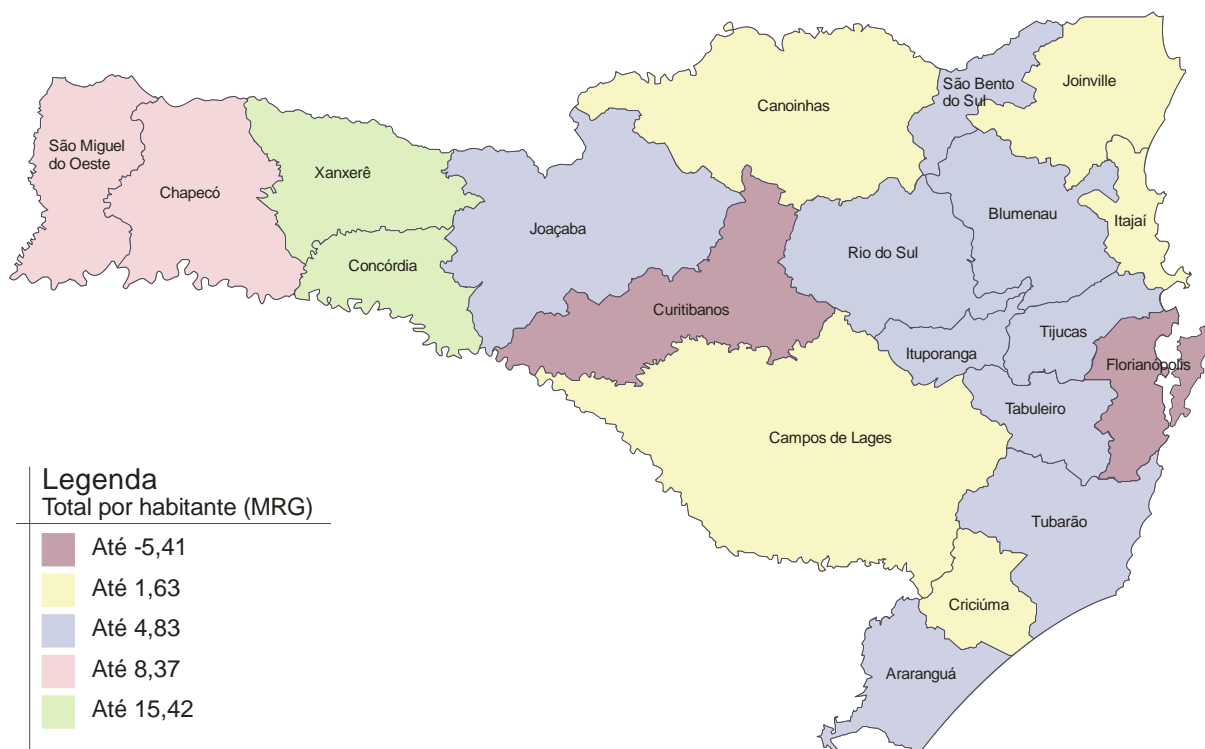 São Bento
do Sul
Joinville
Canoinhas
São Miguel
do Oeste
Xanxerê
Chapecó
Blumenau
Itajaí
Joaçaba
Rio do Sul
Concórdia
Curitibanos
Tijucas
Ituporanga
Florianópolis
Tabuleiro
Campos de Lages
Tubarão
Criciúma
Araranguá
Legenda
Total por habitante (MRG)
Até -5,41
Até 1,63
Até 4,83
Até 8,37
Até 15,42